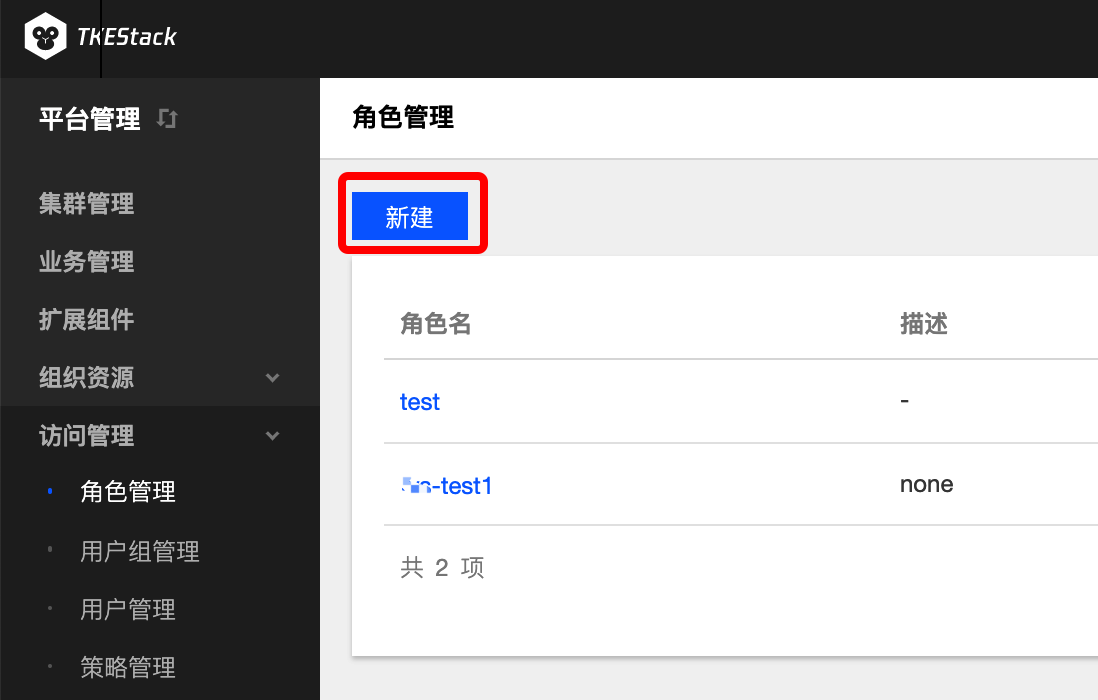 TKEStack
平台管理
集群管理
业务管理
扩展组件
组织资源
访问管理
角色管理
用户组管理
用户管理
策略管理
角色管理
新建
角色名 描述
test -
-test1 none
共 2 项